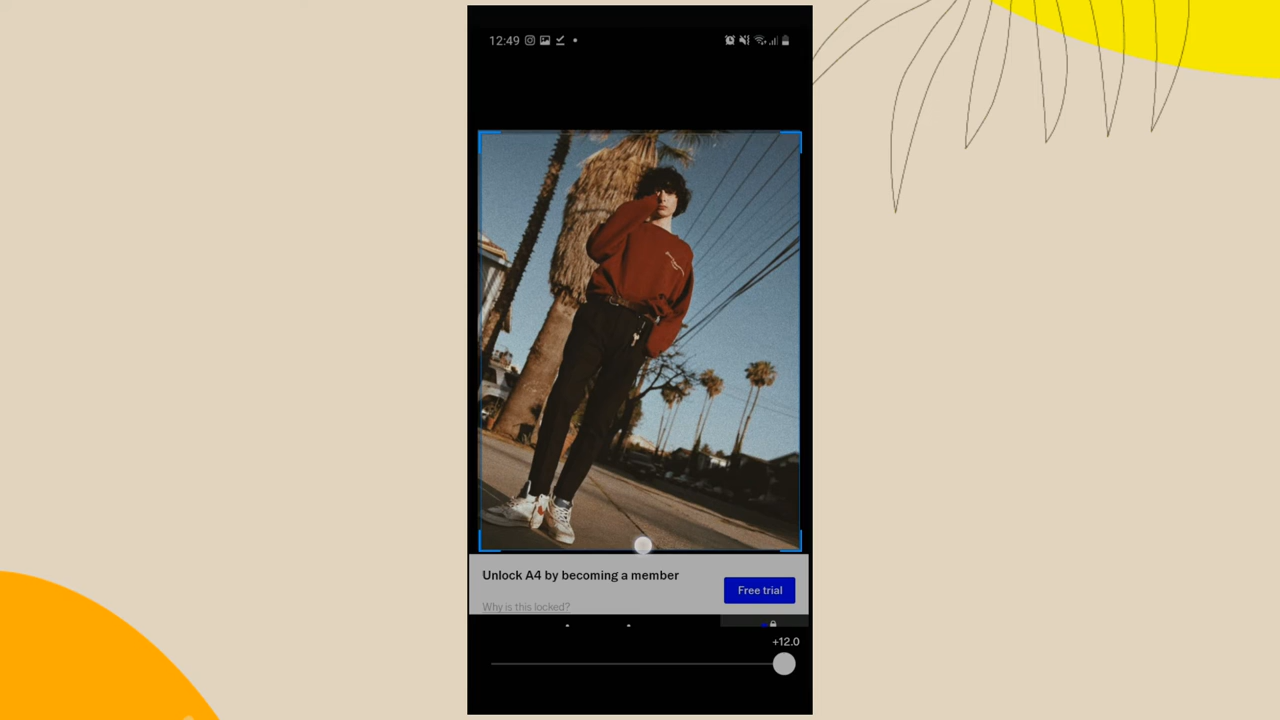 12:49
Unlock A4 by becoming a member
Free trial
Why is this locked?
+12.0